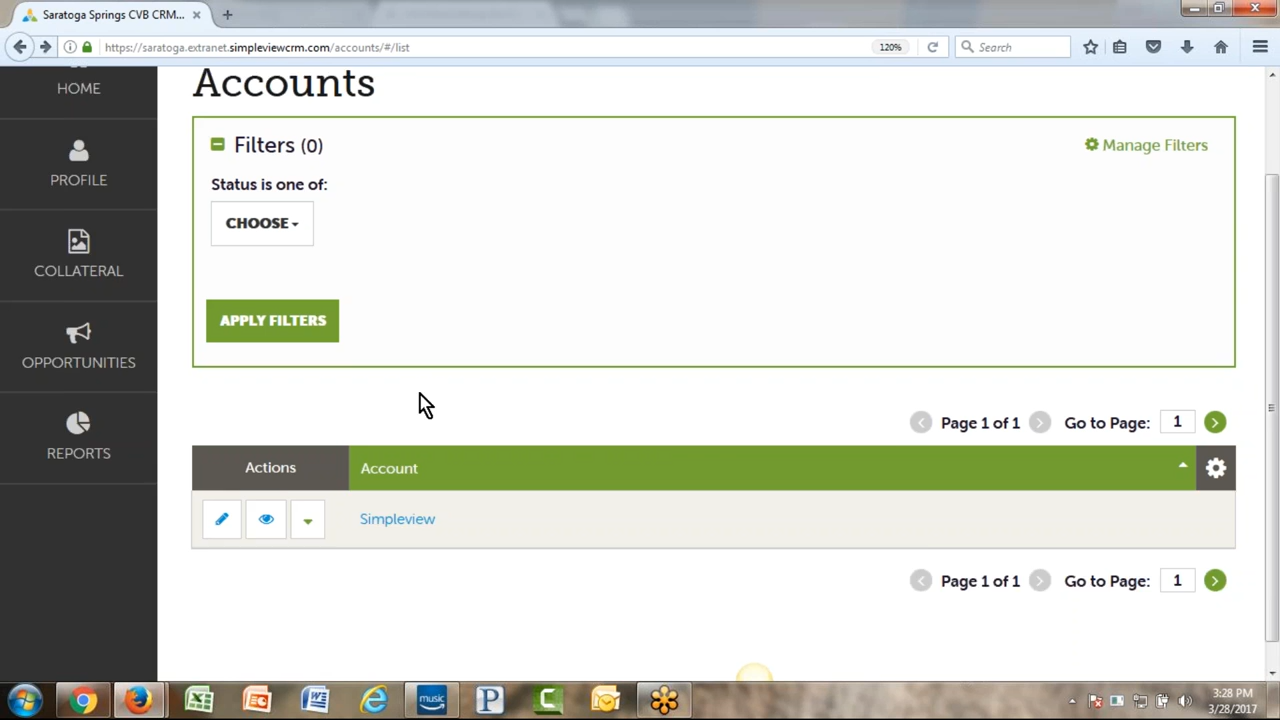 Saratoga Springs CVB CRM...
https://saratoga.extranet.simpleviewcrm.com/accounts/#/list
120%
Search
HOME
PROFILE
COLLATERAL
OPPORTUNITIES
REPORTS
Accounts
Filters (0)
Manage Filters
Status is one of:
CHOOSE
APPLY FILTERS
Page 1 of 1 Go to Page: 1
Actions Account
Simpleview
Page 1 of 1 Go to Page: 1
music
3:28 PM
3/28/2017